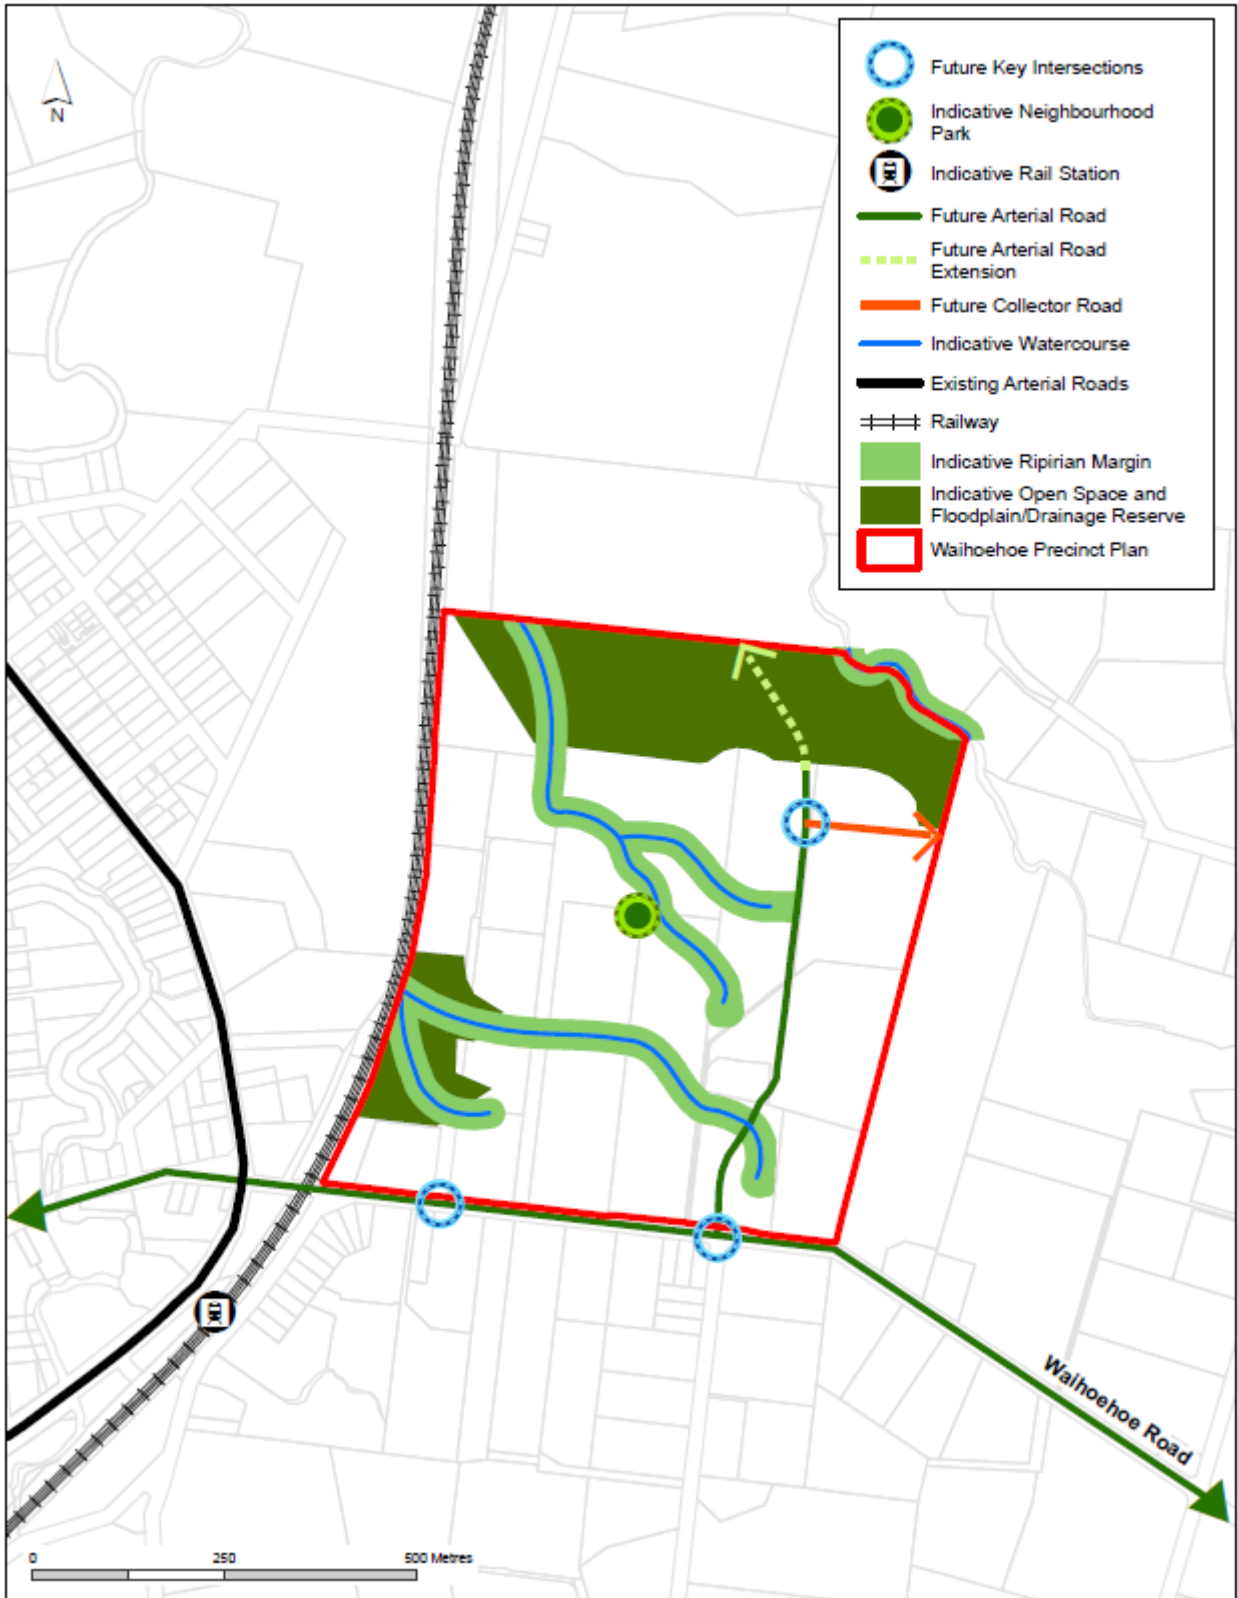 N
Future Key Intersections
Indicative Neighbourhood
Park
Indicative Rail Station
Future Arterial Road
Future Arterial Road
Extension
Future Collector Road
Indicative Watercourse
Existing Arterial Roads
Railway
Indicative Ripirian Margin
Indicative Open Space and
Floodplain/Drainage Reserve
Waihoehoe Precinct Plan
Waihoehoe Road
0 250 500 Metres